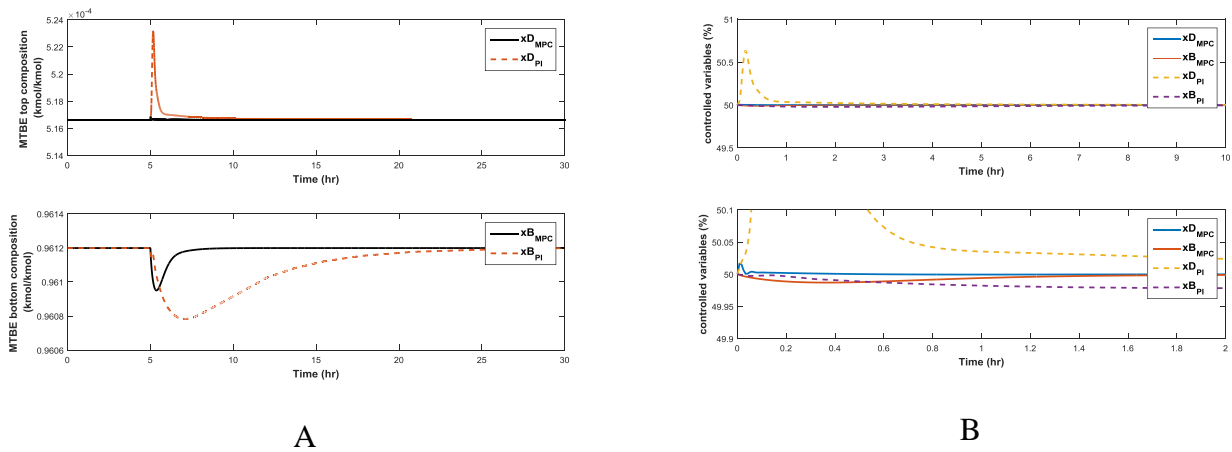 × 10⁻⁴
5.24
5.22
5.2
5.18
5.16
5.14
MTBE top composition
(kmol/kmol)
xD_MPC
xD_PI
0 5 10 15 20 25 30
Time (hr)
0.9614
0.9612
0.961
0.9608
0.9606
MTBE bottom composition
(kmol/kmol)
xB_MPC
xB_PI
0 5 10 15 20 25 30
Time (hr)
A
51
50.5
50
49.5
controlled variables (%)
xD_MPC
xB_MPC
xD_PI
xB_PI
0 1 2 3 4 5 6 7 8 9 10
Time (hr)
50.1
50.05
50
49.95
49.9
controlled variables (%)
xD_MPC
xB_MPC
xD_PI
xB_PI
0 0.2 0.4 0.6 0.8 1 1.2 1.4 1.6 1.8 2
Time (hr)
B